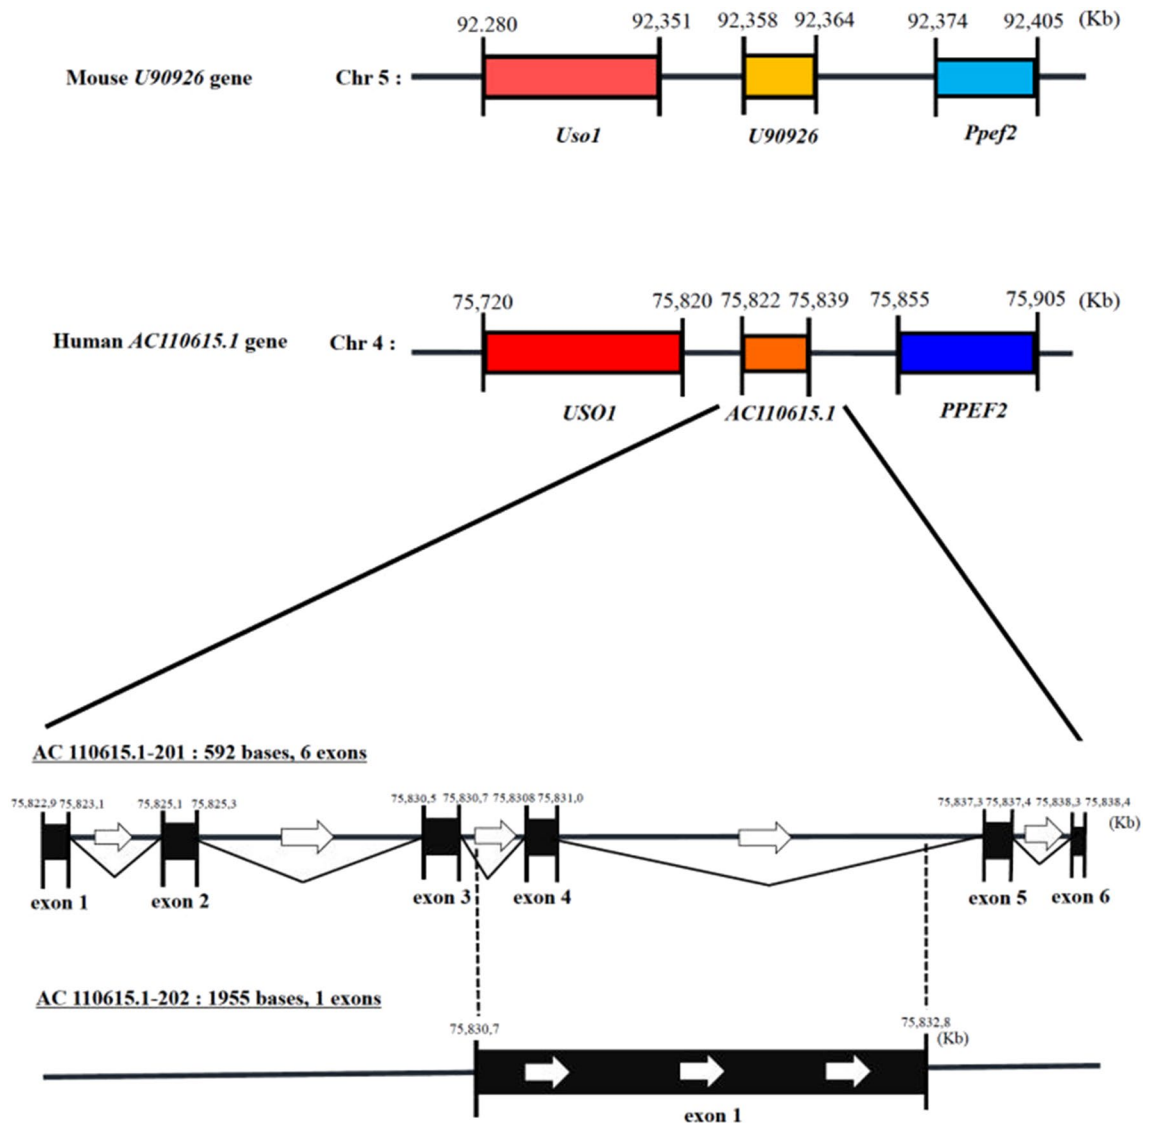 92.280 92,351 92,358 92,364 92,374 92,405 (Kb)
Mouse U90926 gene Chr 5 :
Uso1 U90926 Ppef2
75,720 75,820 75,822 75,839 75,855 75,905 (Kb)
Human AC110615.1 gene Chr 4 :
USO1 AC110615.1 PPEF2
AC 110615.1-201 : 592 bases, 6 exons
75,822,9 75,823,1 75,825,1 75,825,3 75,830,5 75,830,7 75,8308 75,831,0 75,837,3 75,837,4 75,838,3 75,838,4
(Kb)
exon 1 exon 2 exon 3 exon 4 exon 5 exon 6
AC 110615.1-202 : 1955 bases, 1 exons
75,830,7 75,832,8
(Kb)
exon 1